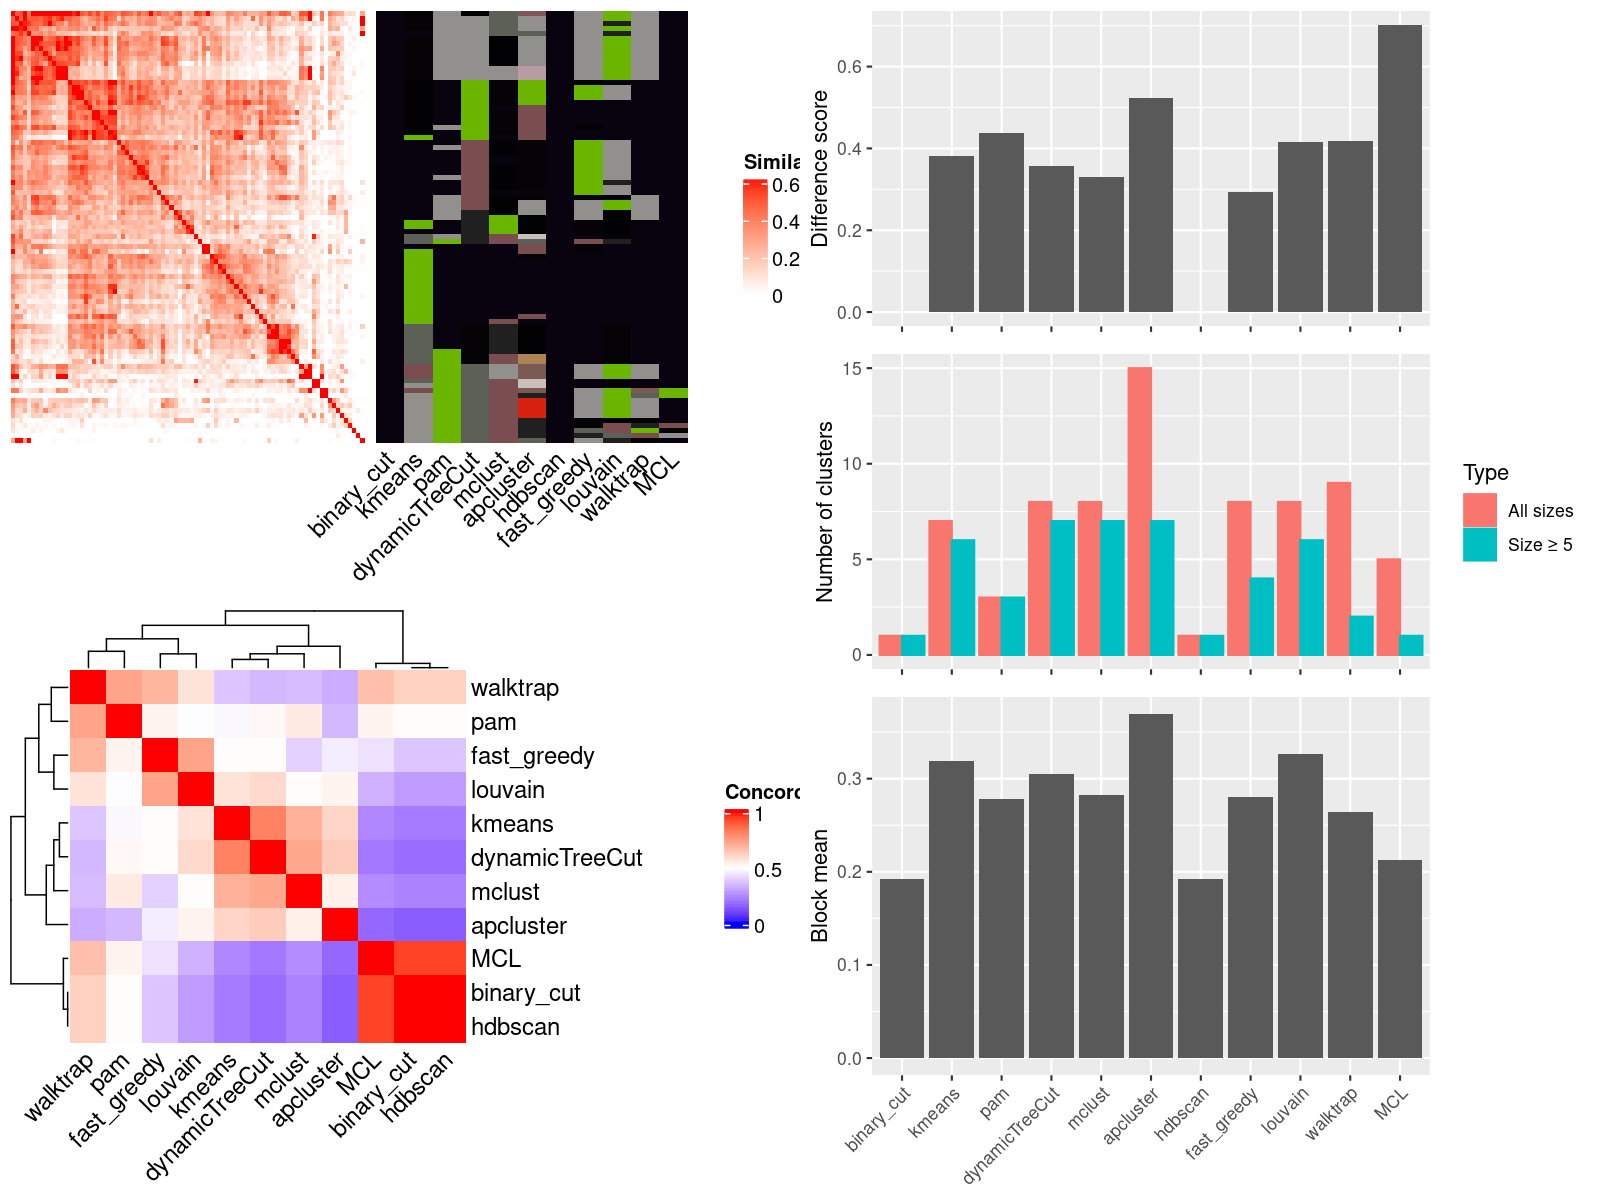 Simila
0.6
0.4
0.2
0
binary_cut
kmeans
pam
dynamicTreeCut
mclust
apcluster
hdbscan
fast_greedy
louvain
walktrap
MCL
walktrap
pam
fast_greedy
louvain
kmeans
dynamicTreeCut
mclust
apcluster
MCL
binary_cut
hdbscan
walktrap
pam
fast_greedy
louvain
kmeans
dynamicTreeCut
mclust
apcluster
MCL
binary_cut
hdbscan
Concord
1
0.5
0
Difference score
0.6
0.4
0.2
0.0
Number of clusters
15
10
5
0
Type
All sizes
Size ≥ 5
Block mean
0.3
0.2
0.1
0.0
binary_cut
kmeans
pam
dynamicTreeCut
mclust
apcluster
hdbscan
fast_greedy
louvain
walktrap
MCL